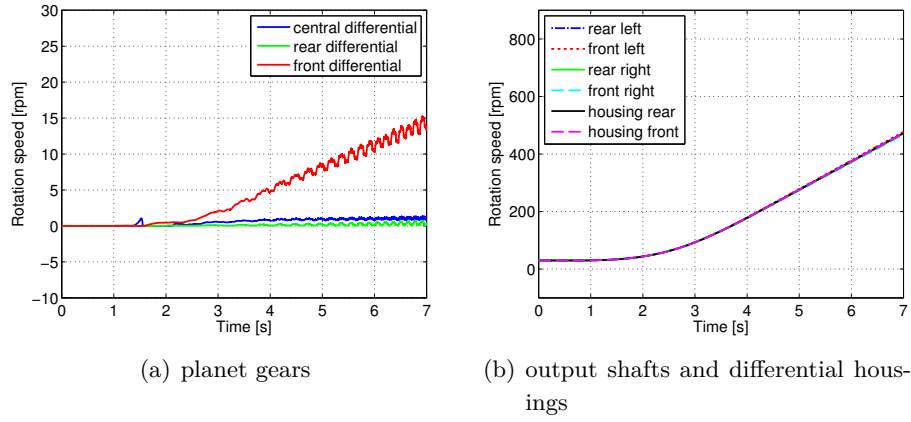 30
25
20
15
10
5
0
−5
−10
Rotation speed [rpm]
central differential
rear differential
front differential
0 1 2 3 4 5 6 7
Time [s]
(a) planet gears
800
600
400
200
0
Rotation speed [rpm]
rear left
front left
rear right
front right
housing rear
housing front
0 1 2 3 4 5 6 7
Time [s]
(b) output shafts and differential hous-
ings